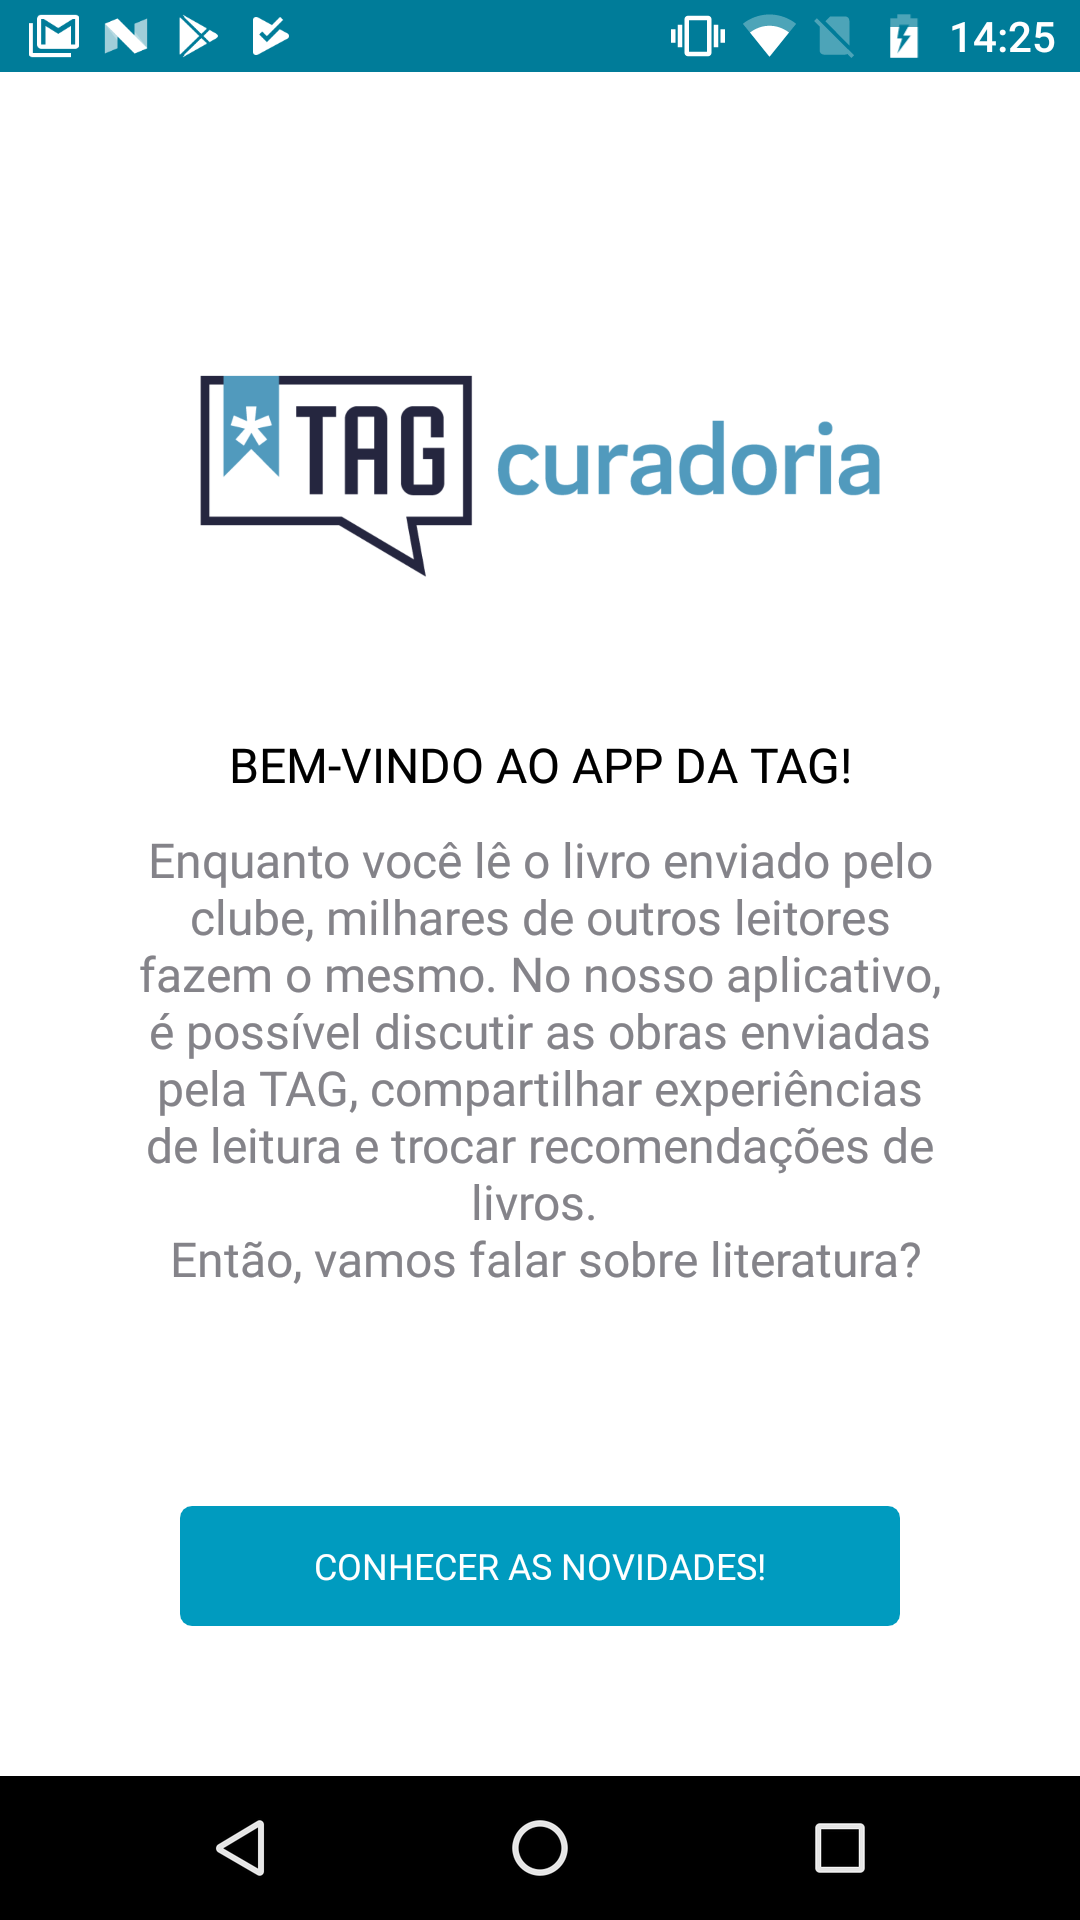 14:25
TAG curadoria
BEM-VINDO AO APP DA TAG!
Enquanto você lê o livro enviado pelo
clube, milhares de outros leitores
fazem o mesmo. No nosso aplicativo,
é possível discutir as obras enviadas
pela TAG, compartilhar experiências
de leitura e trocar recomendações de
livros.
Então, vamos falar sobre literatura?
CONHECER AS NOVIDADES!